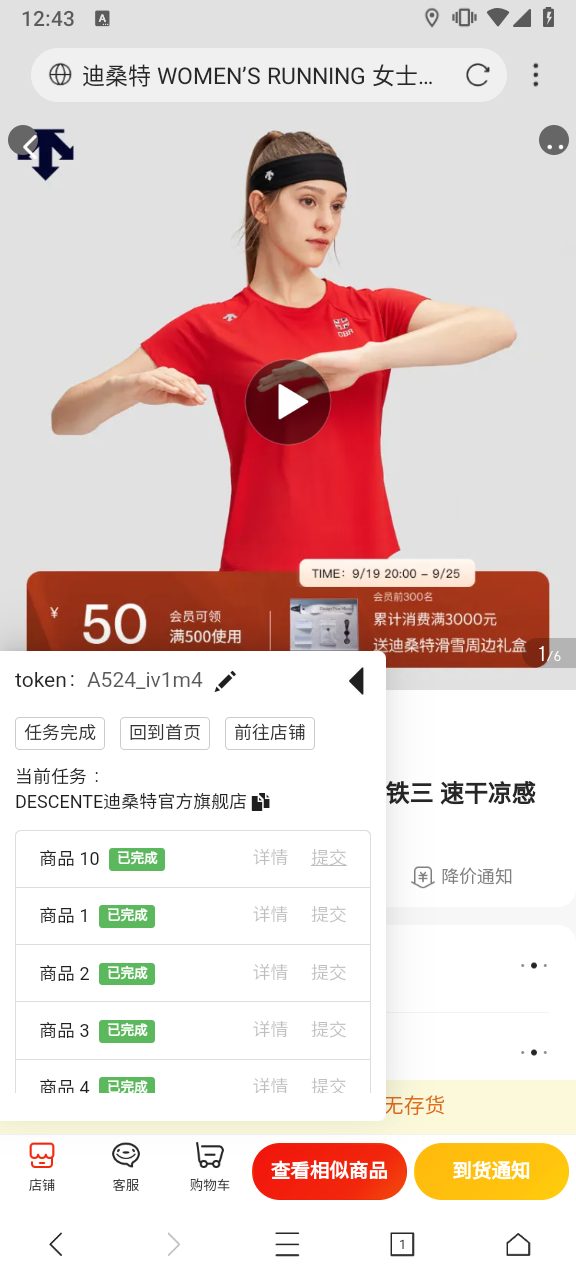 12:43
迪桑特 WOMEN'S RUNNING 女士...
GBR
TIME: 9/19 20:00 - 9/25
¥ 50
会员可领
满500使用
会员前300名
累计消费满3000元
送迪桑特滑雪周边礼盒
1/6
token: A524_iv1m4
任务完成 回到首页 前往店铺
当前任务：
DESCENTE迪桑特官方旗舰店
铁三 速干凉感
降价通知
商品 10 已完成 详情 提交
商品 1 已完成 详情 提交
商品 2 已完成 详情 提交
商品 3 已完成 详情 提交
商品 4 已完成 详情 提交
无存货
店铺 客服 购物车 查看相似商品 到货通知
1